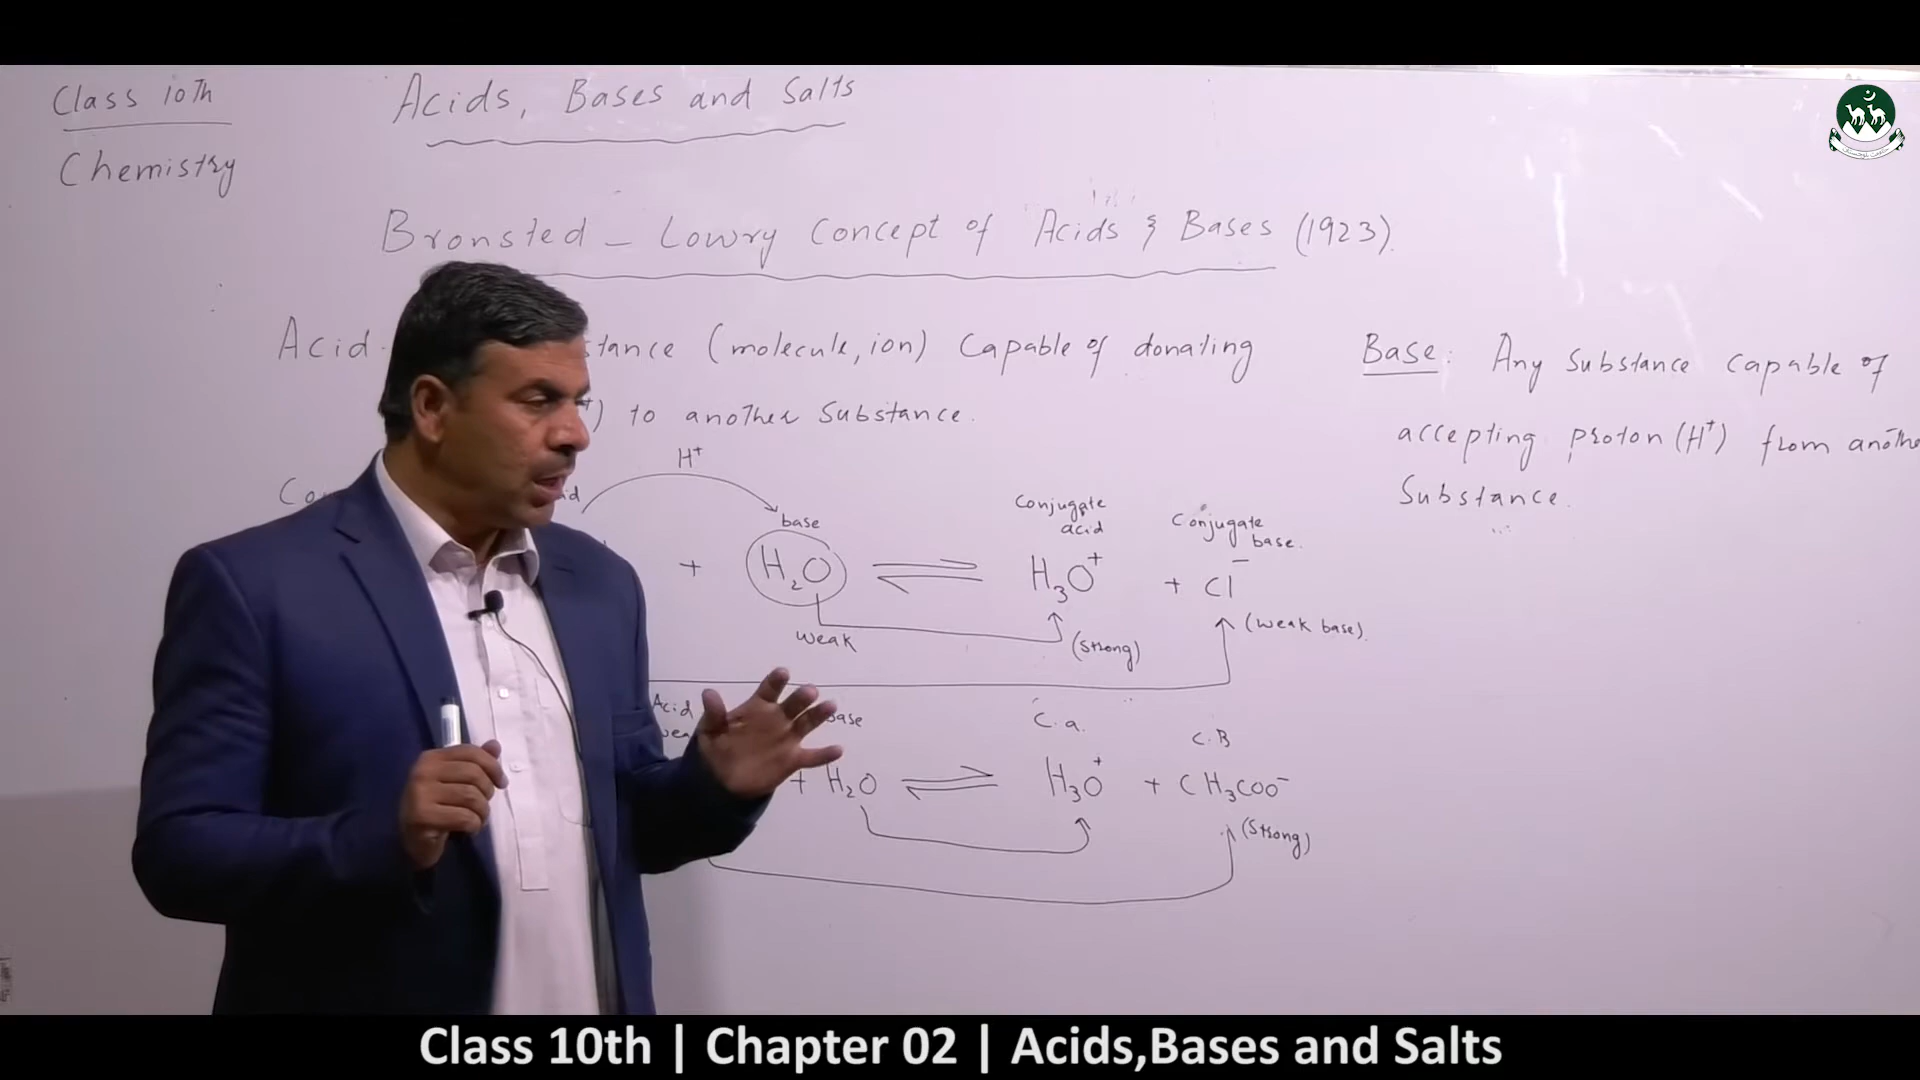 Class 10Th
Chemistry
Acids, Bases and Salts
Bronsted - Lowry Concept of Acids & Bases (1923).
Acid. stance (molecule, ion) Capable of donating
+) to another Substance.
Base: Any Substance capable of
accepting proton (H⁺) from anothe
Substance.
H⁺
base
Conjugate
acid
Conjugate
base.
+ H₂O ⇌ H₃O⁺ + Cl⁻
weak
(Strong)
(weak base).
Acid
base
C.a.
C.B
+ H₂O ⇌ H₃O⁺ + CH₃COO⁻
(Strong)
Class 10th | Chapter 02 | Acids,Bases and Salts